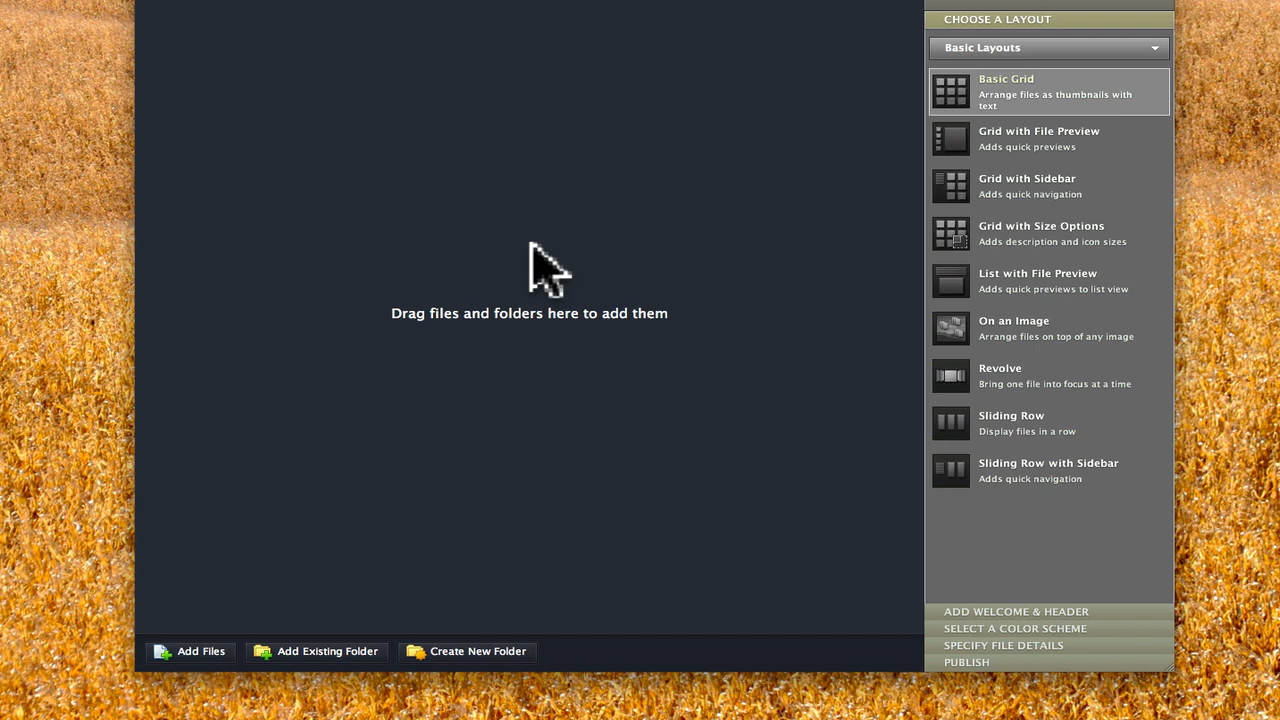 CHOOSE A LAYOUT
Basic Layouts
Basic Grid
Arrange files as thumbnails with
text
Grid with File Preview
Adds quick previews
Grid with Sidebar
Adds quick navigation
Grid with Size Options
Adds description and icon sizes
List with File Preview
Adds quick previews to list view
On an Image
Arrange files on top of any image
Revolve
Bring one file into focus at a time
Sliding Row
Display files in a row
Sliding Row with Sidebar
Adds quick navigation
Drag files and folders here to add them
ADD WELCOME & HEADER
SELECT A COLOR SCHEME
SPECIFY FILE DETAILS
PUBLISH
Add Files
Add Existing Folder
Create New Folder